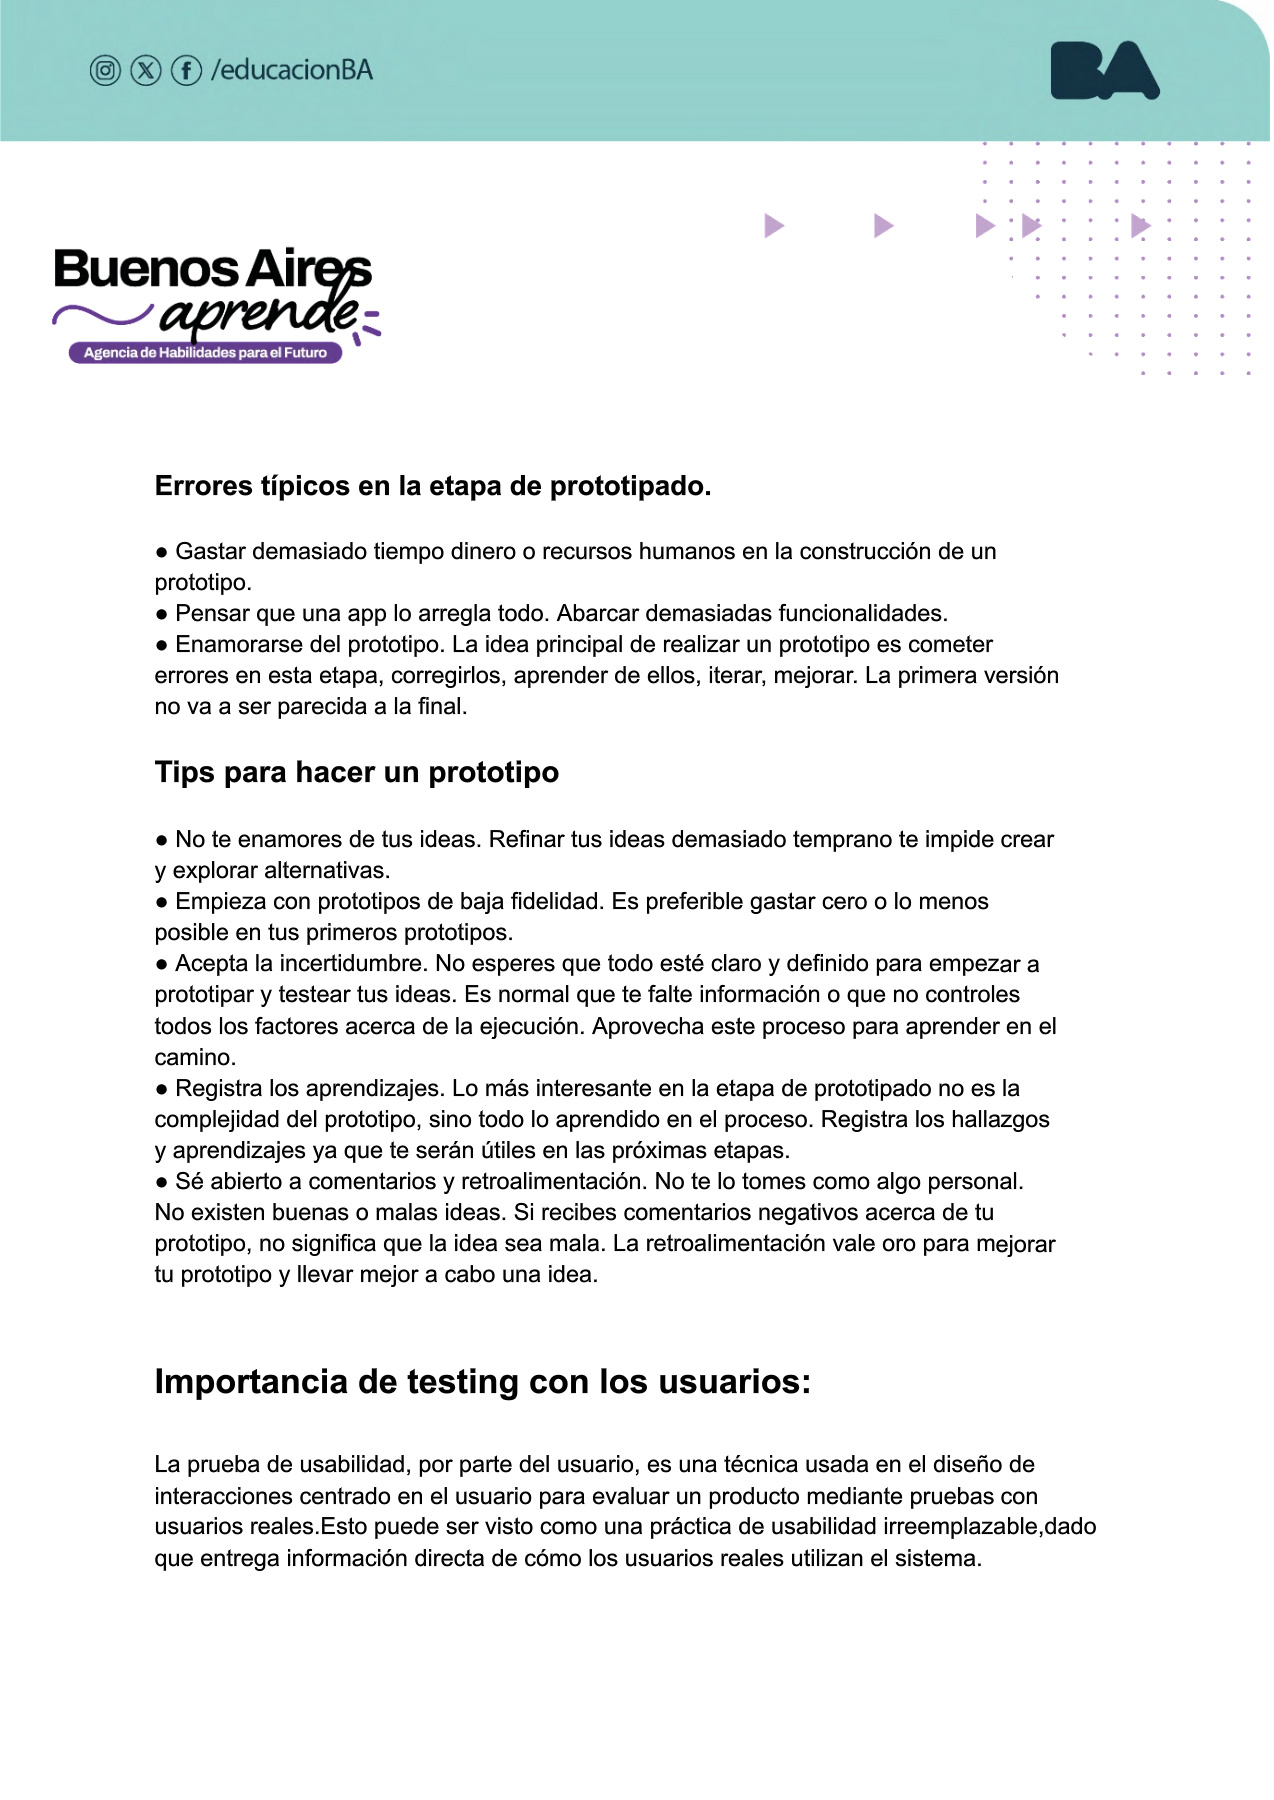 /educacionBA
BA
Buenos Aires
aprende
Agencia de Habilidades para el Futuro
Errores típicos en la etapa de prototipado.
● Gastar demasiado tiempo dinero o recursos humanos en la construcción de un
prototipo.
● Pensar que una app lo arregla todo. Abarcar demasiadas funcionalidades.
● Enamorarse del prototipo. La idea principal de realizar un prototipo es cometer
errores en esta etapa, corregirlos, aprender de ellos, iterar, mejorar. La primera versión
no va a ser parecida a la final.
Tips para hacer un prototipo
● No te enamores de tus ideas. Refinar tus ideas demasiado temprano te impide crear
y explorar alternativas.
● Empieza con prototipos de baja fidelidad. Es preferible gastar cero o lo menos
posible en tus primeros prototipos.
● Acepta la incertidumbre. No esperes que todo esté claro y definido para empezar a
prototipar y testear tus ideas. Es normal que te falte información o que no controles
todos los factores acerca de la ejecución. Aprovecha este proceso para aprender en el
camino.
● Registra los aprendizajes. Lo más interesante en la etapa de prototipado no es la
complejidad del prototipo, sino todo lo aprendido en el proceso. Registra los hallazgos
y aprendizajes ya que te serán útiles en las próximas etapas.
● Sé abierto a comentarios y retroalimentación. No te lo tomes como algo personal.
No existen buenas o malas ideas. Si recibes comentarios negativos acerca de tu
prototipo, no significa que la idea sea mala. La retroalimentación vale oro para mejorar
tu prototipo y llevar mejor a cabo una idea.
Importancia de testing con los usuarios:
La prueba de usabilidad, por parte del usuario, es una técnica usada en el diseño de
interacciones centrado en el usuario para evaluar un producto mediante pruebas con
usuarios reales.Esto puede ser visto como una práctica de usabilidad irreemplazable,dado
que entrega información directa de cómo los usuarios reales utilizan el sistema.